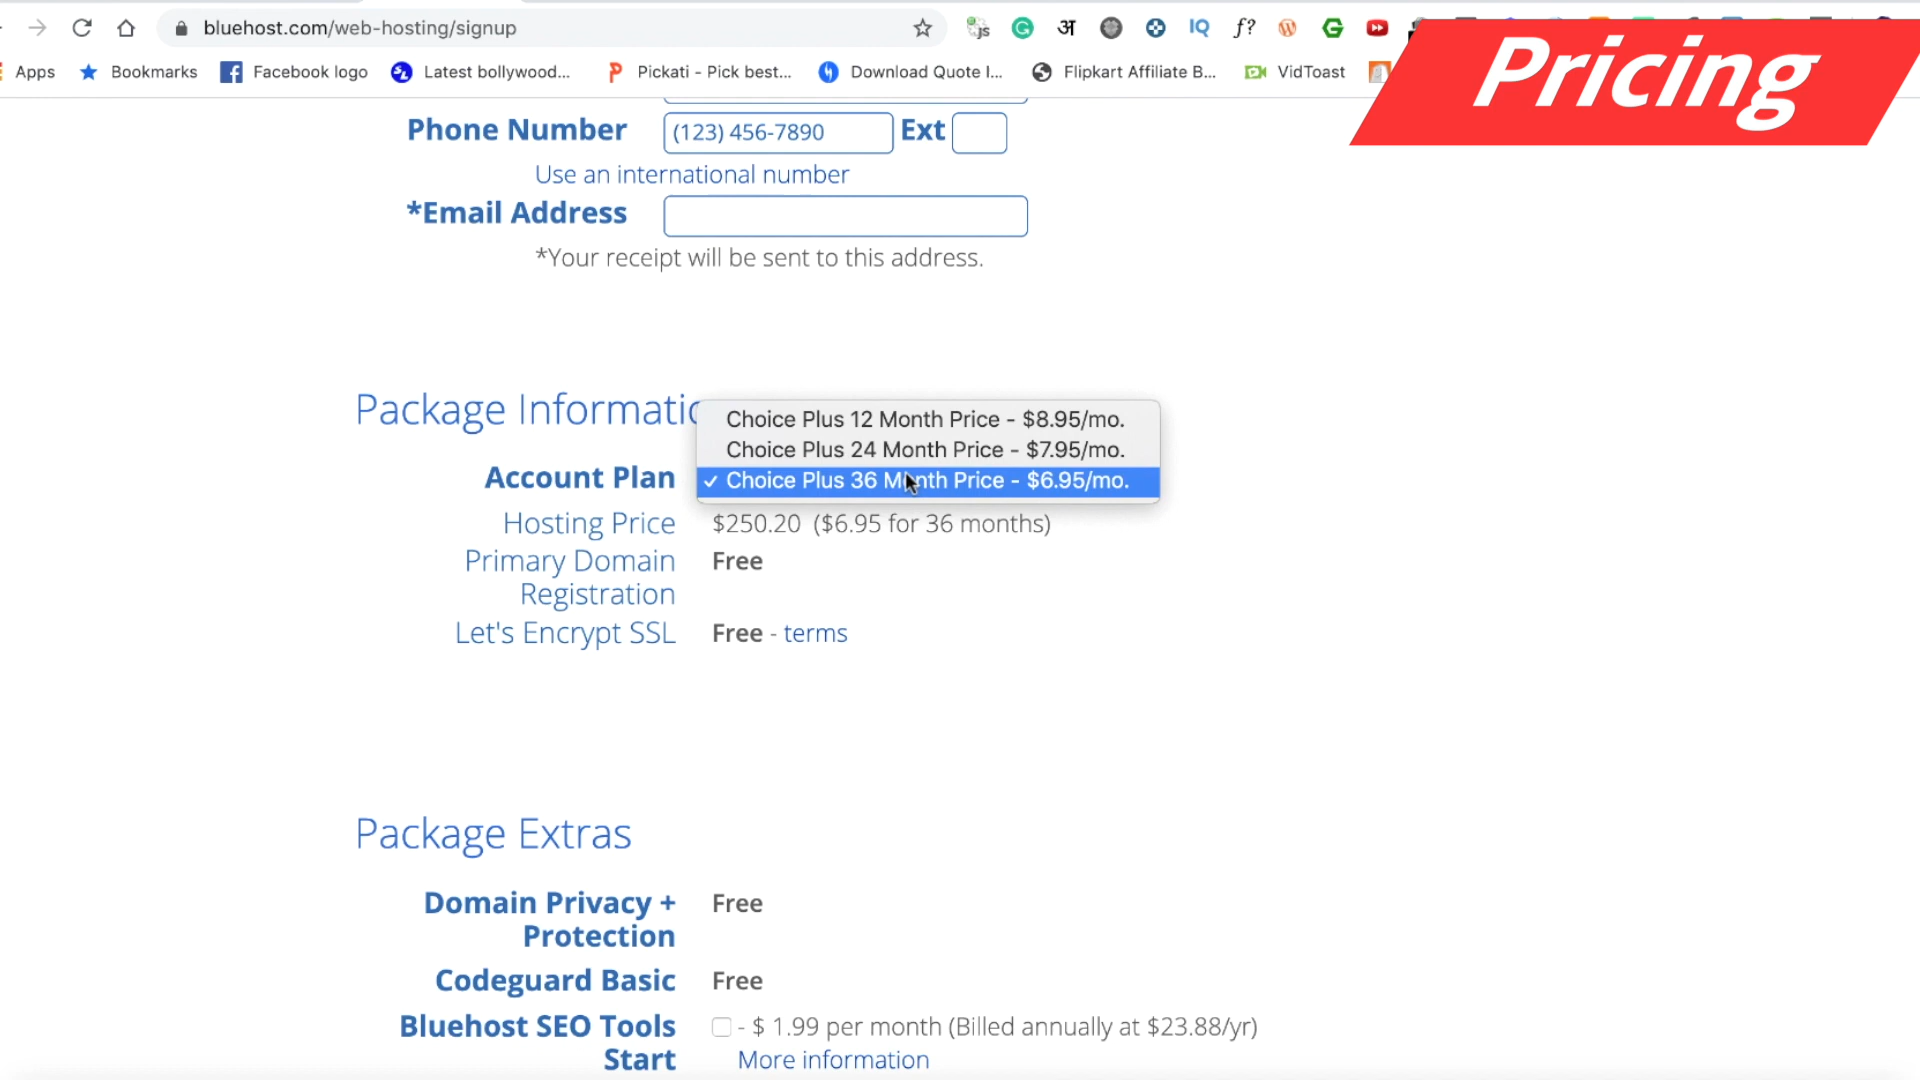 bluehost.com/web-hosting/signup
js
अ
IQ
f?
Apps
Bookmarks
Facebook logo
Latest bollywood...
Pickati - Pick best...
Download Quote I...
Flipkart Affiliate B...
VidToast
Pricing
Phone Number
(123) 456-7890
Ext
Use an international number
*Email Address
*Your receipt will be sent to this address.
Package Informatio
Choice Plus 12 Month Price - $8.95/mo.
Choice Plus 24 Month Price - $7.95/mo.
Account Plan
✓ Choice Plus 36 Month Price - $6.95/mo.
Hosting Price
$250.20 ($6.95 for 36 months)
Primary Domain
Registration
Free
Let's Encrypt SSL
Free - terms
Package Extras
Domain Privacy +
Protection
Free
Codeguard Basic
Free
Bluehost SEO Tools
Start
- $ 1.99 per month (Billed annually at $23.88/yr)
More information